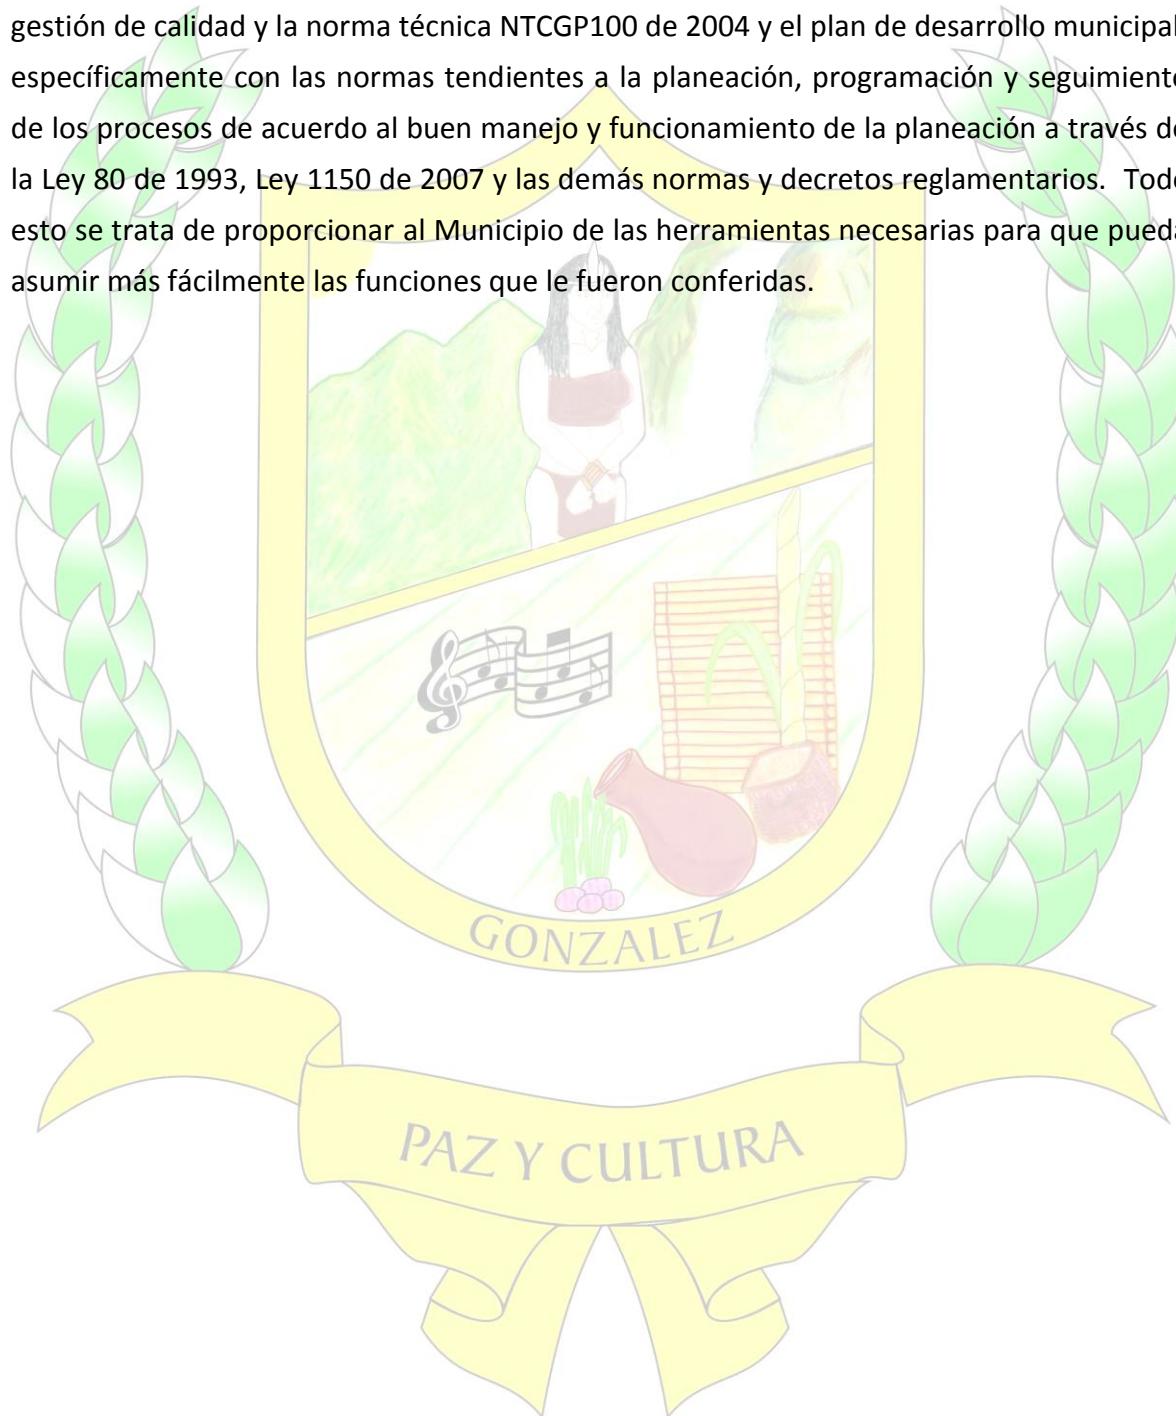 gestión de calidad y la norma técnica NTCGP100 de 2004 y el plan de desarrollo municipal
específicamente con las normas tendientes a la planeación, programación y seguimiento
de los procesos de acuerdo al buen manejo y funcionamiento de la planeación a través de
la Ley 80 de 1993, Ley 1150 de 2007 y las demás normas y decretos reglamentarios. Todo
esto se trata de proporcionar al Municipio de las herramientas necesarias para que pueda
asumir más fácilmente las funciones que le fueron conferidas.
GONZALEZ
PAZ Y CULTURA